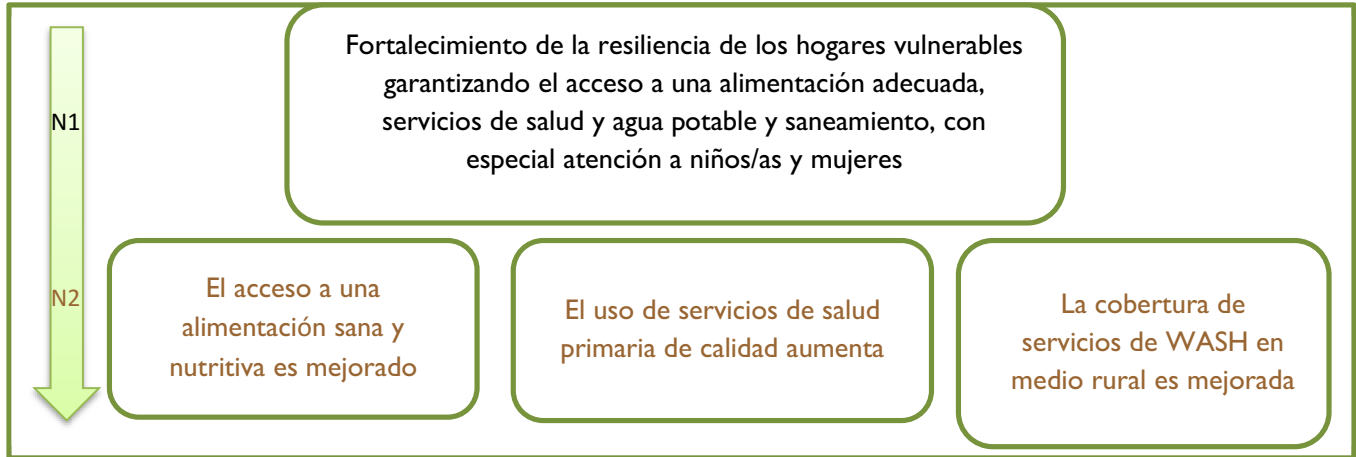 N1
Fortalecimiento de la resiliencia de los hogares vulnerables
garantizando el acceso a una alimentación adecuada,
servicios de salud y agua potable y saneamiento, con
especial atención a niños/as y mujeres
N2
El acceso a una
alimentación sana y
nutritiva es mejorado
El uso de servicios de salud
primaria de calidad aumenta
La cobertura de
servicios de WASH en
medio rural es mejorada